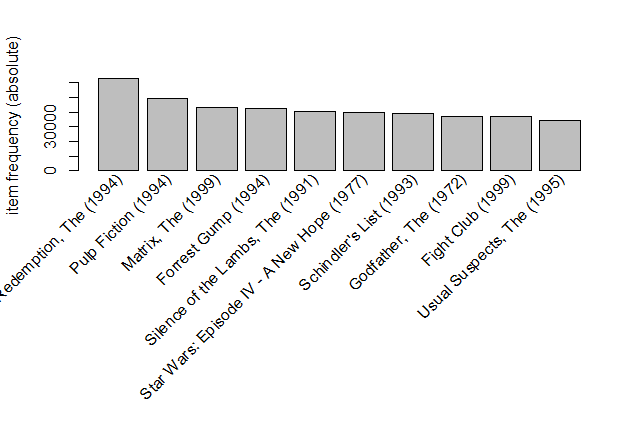 item frequency (absolute)
0
30000
Redemption, The (1994)
Pulp Fiction (1994)
Matrix, The (1999)
Forrest Gump (1994)
Silence of the Lambs, The (1991)
Star Wars: Episode IV - A New Hope (1977)
Schindler's List (1993)
Godfather, The (1972)
Fight Club (1999)
Usual Suspects, The (1995)